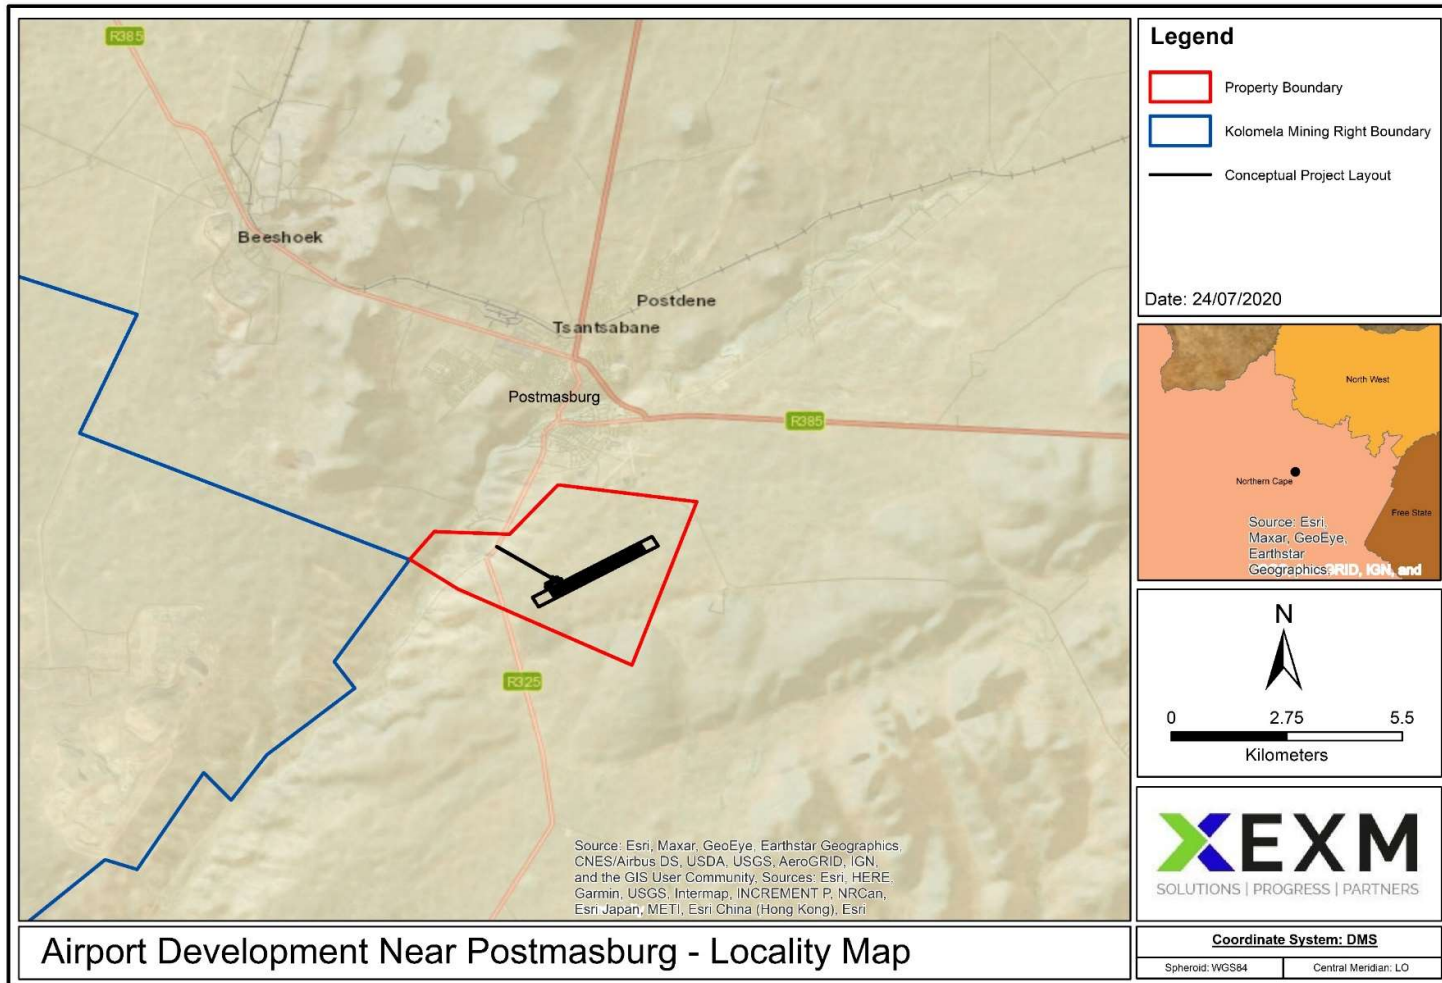 R385
Beeshoek
Postdene
Tsantsabane
Postmasburg
R385
R325
Source: Esri, Maxar, GeoEye, Earthstar Geographics,
CNES/Airbus DS, USDA, USGS, AeroGRID, IGN,
and the GIS User Community, Sources: Esri, HERE,
Garmin, USGS, Intermap, INCREMENT P, NRCan,
Esri Japan, METI, Esri China (Hong Kong), Esri
Airport Development Near Postmasburg - Locality Map
Legend
Property Boundary
Kolomela Mining Right Boundary
Conceptual Project Layout
Date: 24/07/2020
North West
Northern Cape
Free State
Source: Esri,
Maxar, GeoEye,
Earthstar
Geographics,
GRID, IGN, and
N
0 2.75 5.5
Kilometers
EXM
SOLUTIONS | PROGRESS | PARTNERS
Coordinate System: DMS
Spheroid: WGS84 Central Meridian: LO